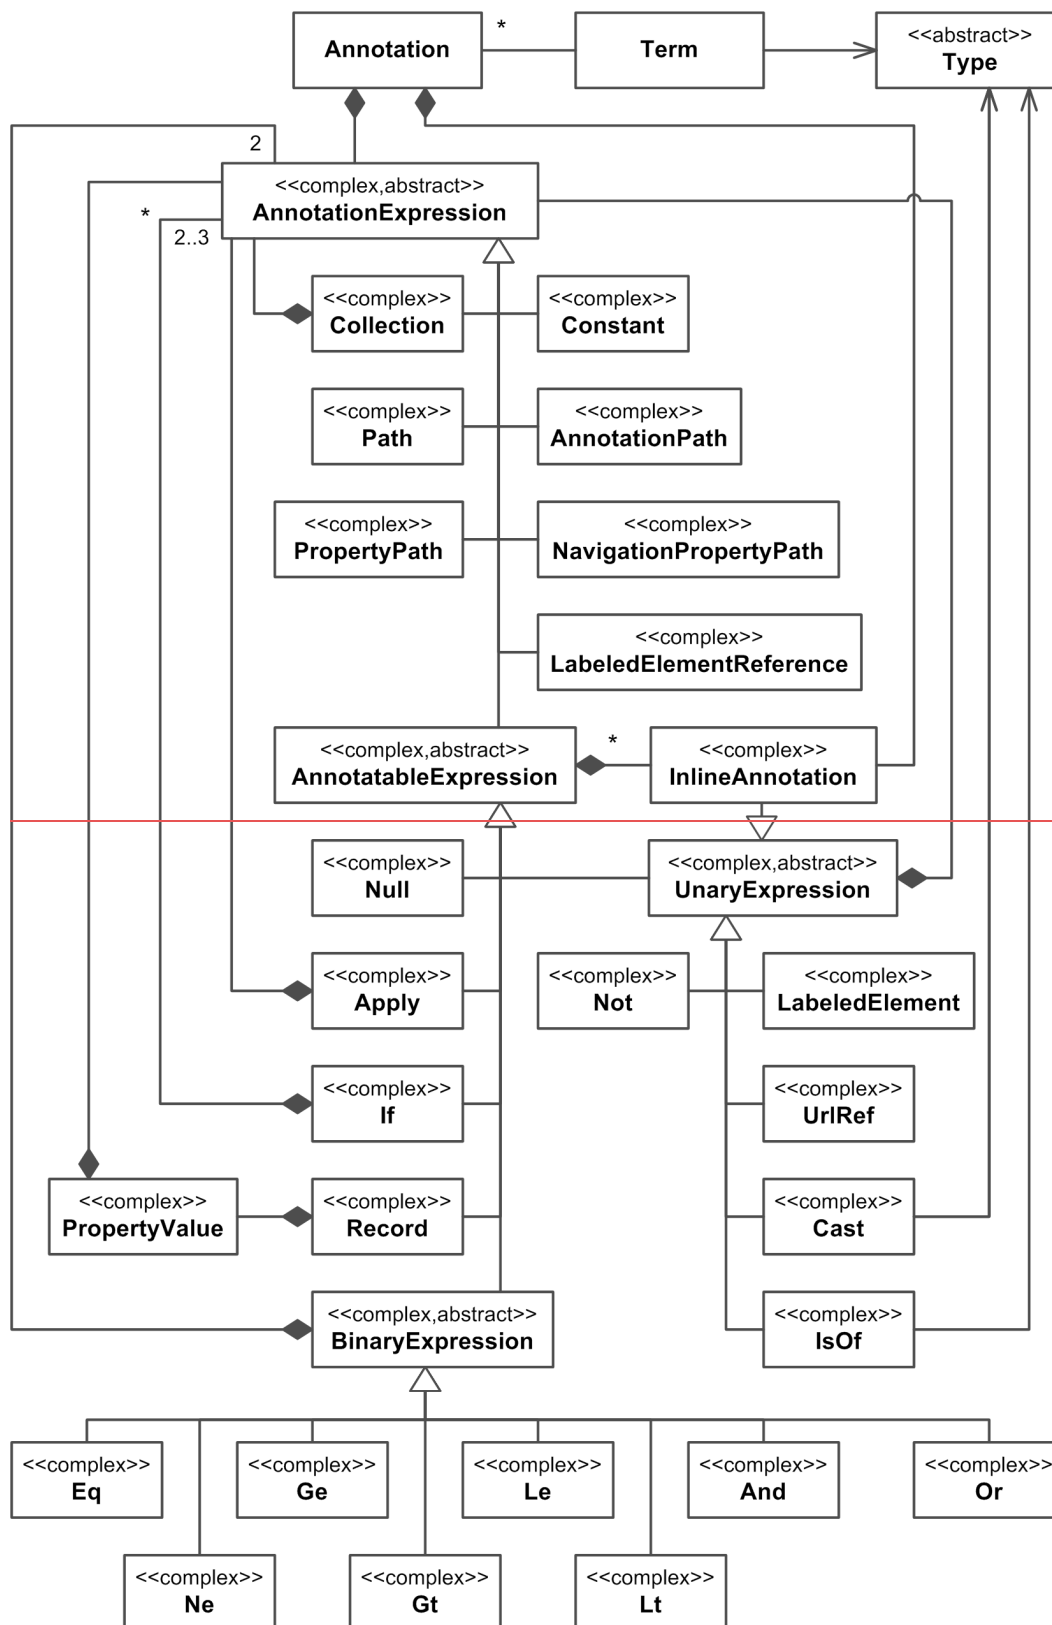 *
Annotation
Term
<<abstract>>
Type
2
<<complex,abstract>>
AnnotationExpression
*
2..3
<<complex>>
Collection
<<complex>>
Constant
<<complex>>
Path
<<complex>>
AnnotationPath
<<complex>>
PropertyPath
<<complex>>
NavigationPropertyPath
<<complex>>
LabeledElementReference
<<complex,abstract>>
AnnotatableExpression
*
<<complex>>
InlineAnnotation
<<complex>>
Null
<<complex,abstract>>
UnaryExpression
<<complex>>
Apply
<<complex>>
Not
<<complex>>
LabeledElement
<<complex>>
If
<<complex>>
UrlRef
<<complex>>
PropertyValue
<<complex>>
Record
<<complex>>
Cast
<<complex,abstract>>
BinaryExpression
<<complex>>
IsOf
<<complex>>
Eq
<<complex>>
Ge
<<complex>>
Le
<<complex>>
And
<<complex>>
Or
<<complex>>
Ne
<<complex>>
Gt
<<complex>>
Lt